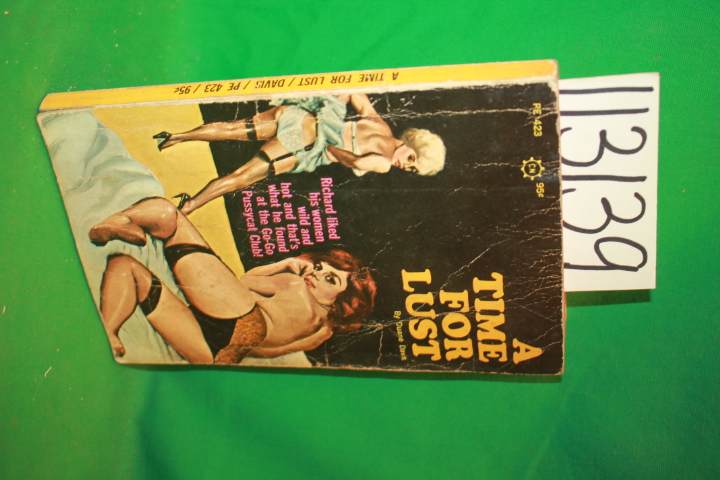 A TIME FOR LUST / DAVIS / PE 423 / 95¢
PE 423
CN
95¢
A
TIME
FOR
LUST
By Duane Davis
Richard liked
his women
wild and
hot and that's
what he found
at the Go-Go
Pussycat Club!
113139